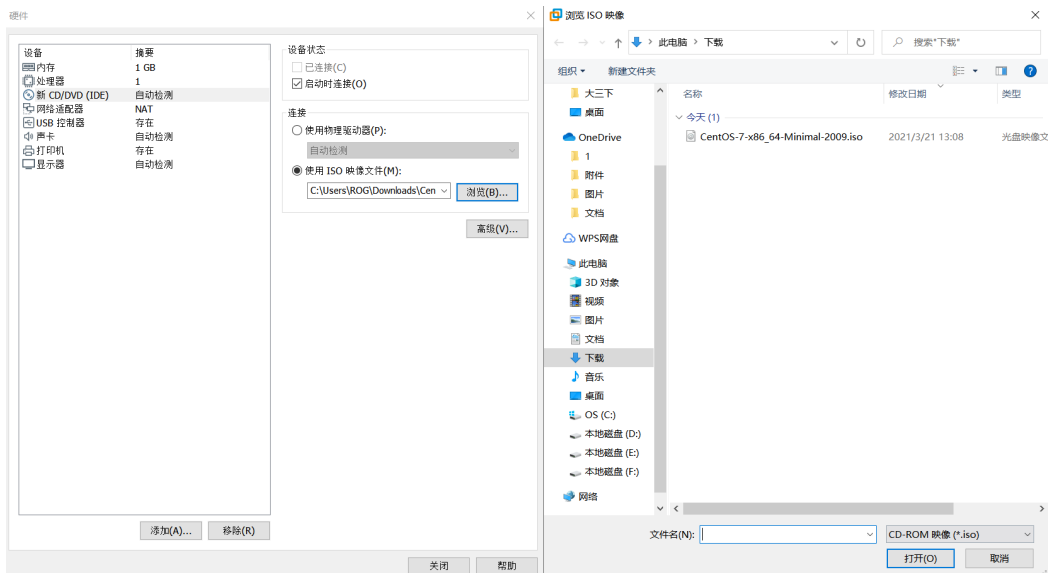 硬件
设备 摘要
内存 1 GB
处理器 1
新 CD/DVD (IDE) 自动检测
网络适配器 NAT
USB 控制器 存在
声卡 自动检测
打印机 存在
显示器 自动检测
添加(A)... 移除(R)
设备状态
已连接(C)
启动时连接(O)
连接
使用物理驱动器(P):
自动检测
使用 ISO 映像文件(M):
C:\Users\ROG\Downloads\Cen 浏览(B)...
高级(V)...
关闭 帮助
浏览 ISO 映像
此电脑 › 下载 搜索"下载"
组织 新建文件夹
大三下
桌面
OneDrive
1
附件
图片
文档
WPS网盘
此电脑
3D 对象
视频
图片
文档
下载
音乐
桌面
OS (C:)
本地磁盘 (D:)
本地磁盘 (E:)
本地磁盘 (F:)
网络
名称 修改日期 类型
今天 (1)
CentOS-7-x86_64-Minimal-2009.iso 2021/3/21 13:08 光盘映像文
文件名(N): CD-ROM 映像 (*.iso)
打开(O) 取消